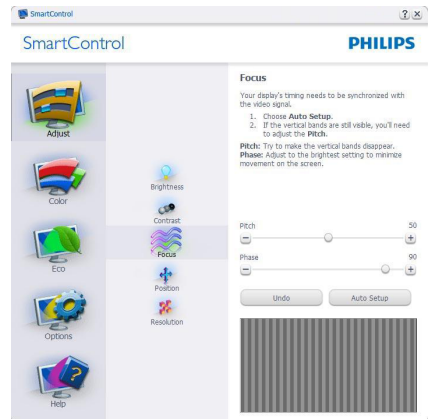 SmartControl
SmartControl
PHILIPS
Adjust
Color
Eco
Options
Help
Brightness
Contrast
Focus
Position
Resolution
Focus
Your display's timing needs to be synchronized with
the video signal.
1. Choose Auto Setup.
2. If the vertical bands are still visible, you'll need
to adjust the Pitch.
Pitch: Try to make the vertical bands disappear.
Phase: Adjust to the brightest setting to minimize
movement on the screen.
Pitch 50
Phase 90
Undo Auto Setup